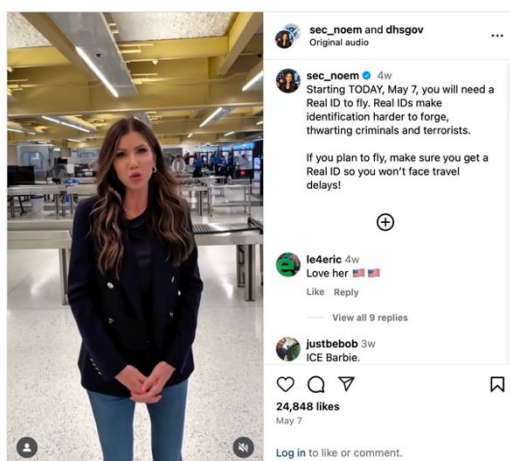 sec_noem and dhsgov
Original audio
sec_noem 4w
Starting TODAY, May 7, you will need a
Real ID to fly. Real IDs make
identification harder to forge,
thwarting criminals and terrorists.
If you plan to fly, make sure you get a
Real ID so you won't face travel
delays!
le4eric 4w
Love her 🇺🇸 🇺🇸
Like Reply
View all 9 replies
justbebob 3w
ICE Barbie.
24,848 likes
May 7
Log in to like or comment.